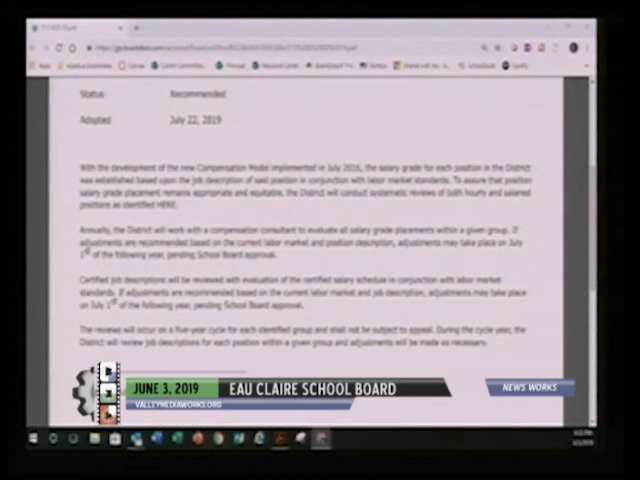 Status Recommended
Adopted July 22, 2019
With the development of the new Compensation Model implemented in July 2016, the salary grade for each position in the District
was established based upon the job description of said position in conjunction with labor market standards. To assure that position
salary grade placement remains appropriate and equitable, the District will conduct systematic reviews of both hourly and salaried
positions as identified HERE.
Annually, the District will work with a compensation consultant to evaluate all salary grade placements within a given group. If
adjustments are recommended based on the current labor market and position description, adjustments may take place on July
1st of the following year, pending School Board approval.
Certified job descriptions will be reviewed with evaluation of the certified salary schedule in conjunction with labor market
standards. If adjustments are recommended based on the current labor market and job description, adjustments may take place
on July 1st of the following year, pending School Board approval.
The reviews will occur on a five-year cycle for each identified group and shall not be subject to appeal. During the cycle year, the
District will review job descriptions for each position within a given group and adjustments will be made as necessary.
JUNE 3, 2019 EAU CLAIRE SCHOOL BOARD NEWS WORKS
VALLEYMEDIAWORKS.ORG